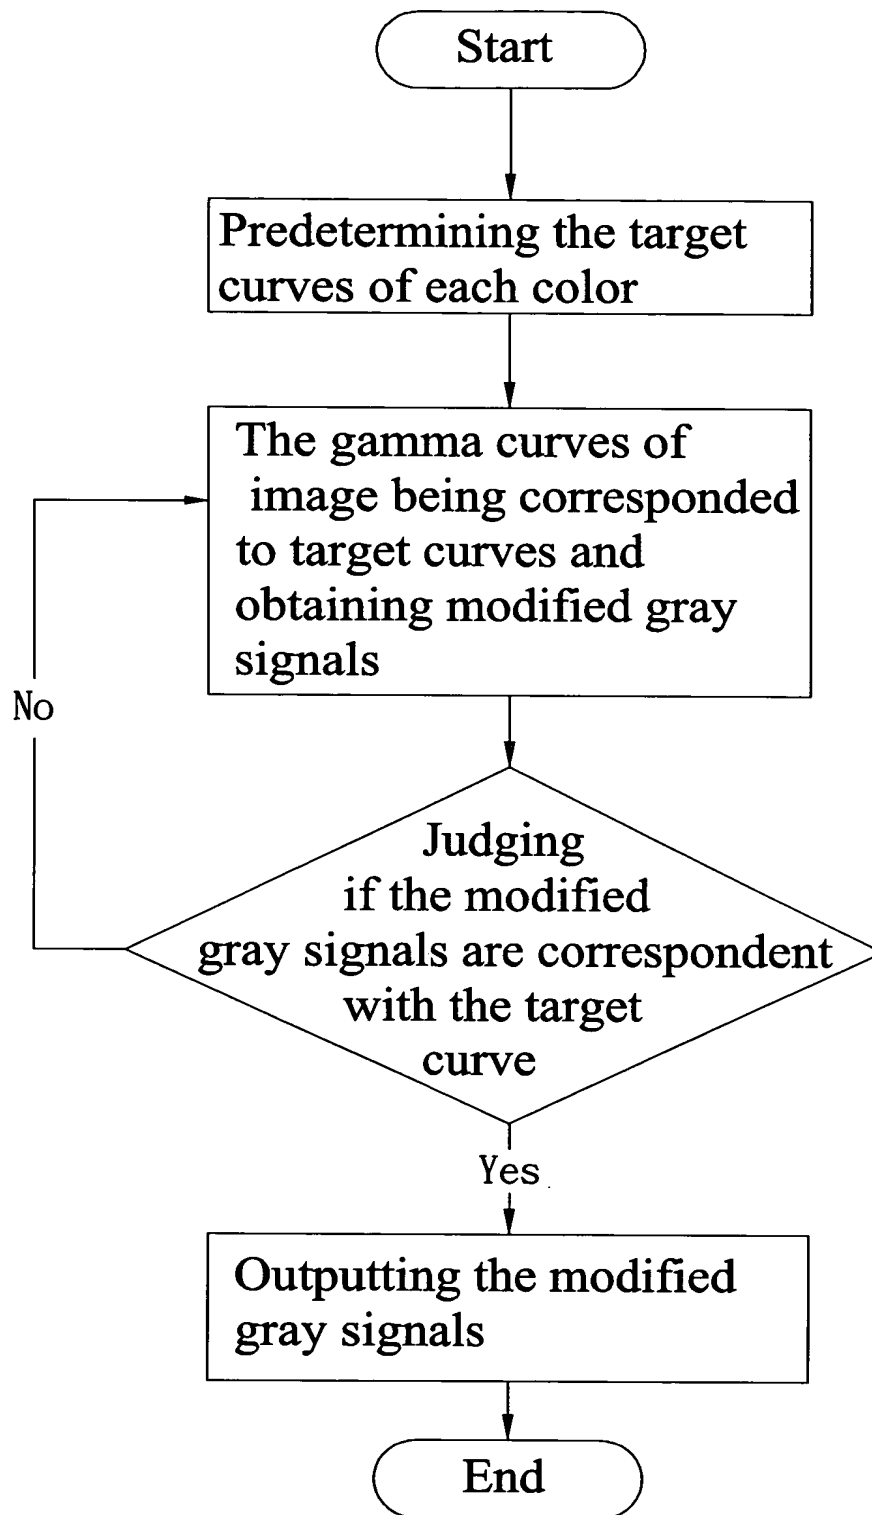 Start
Predetermining the target
curves of each color
The gamma curves of
image being corresponded
to target curves and
obtaining modified gray
signals
No
Judging
if the modified
gray signals are correspondent
with the target
curve
Yes
Outputting the modified
gray signals
End